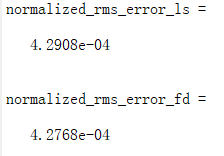 normalized_rms_error_ls =
4.2908e-04
normalized_rms_error_fd =
4.2768e-04